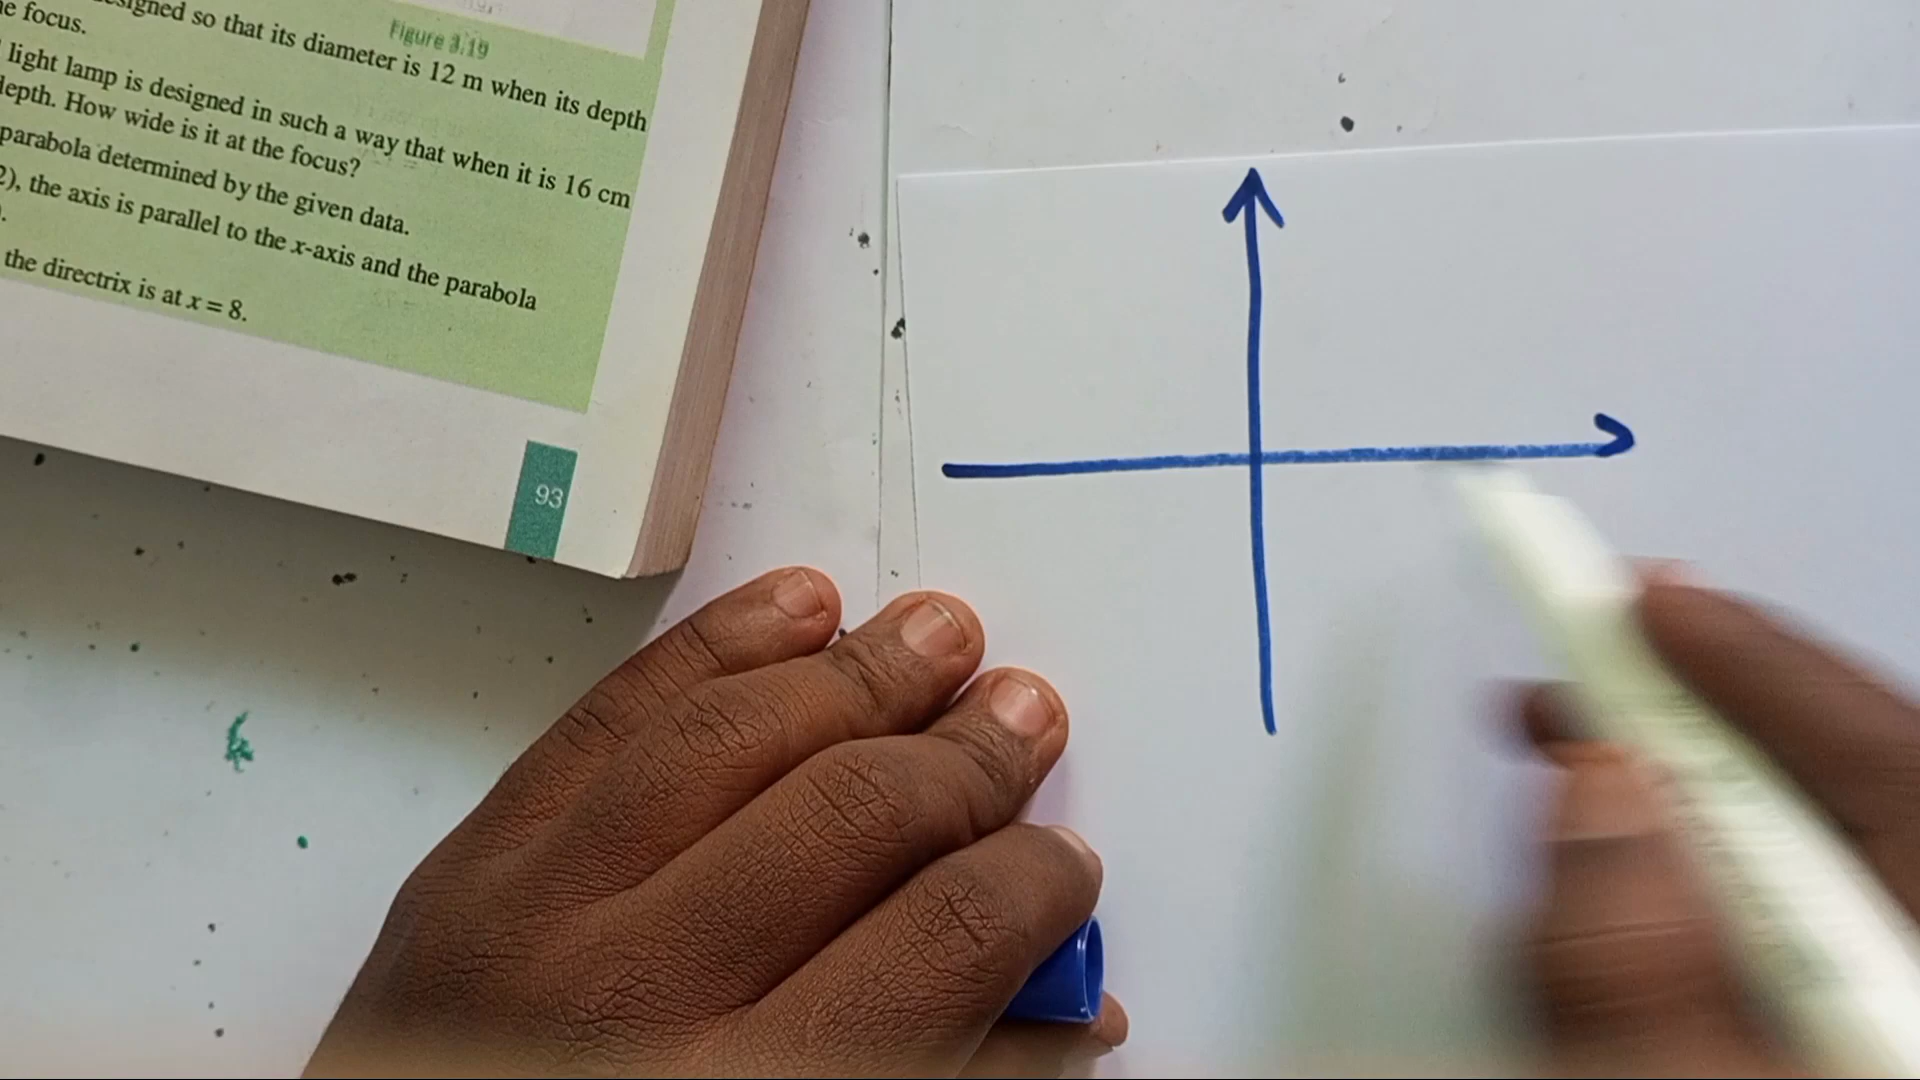 Figure 3.19
so that its diameter is 12 m when its depth
focus.
light lamp is designed in such a way that when it is 16 cm
depth. How wide is it at the focus?
parabola determined by the given data.
2), the axis is parallel to the x-axis and the parabola
the directrix is at x = 8.
93